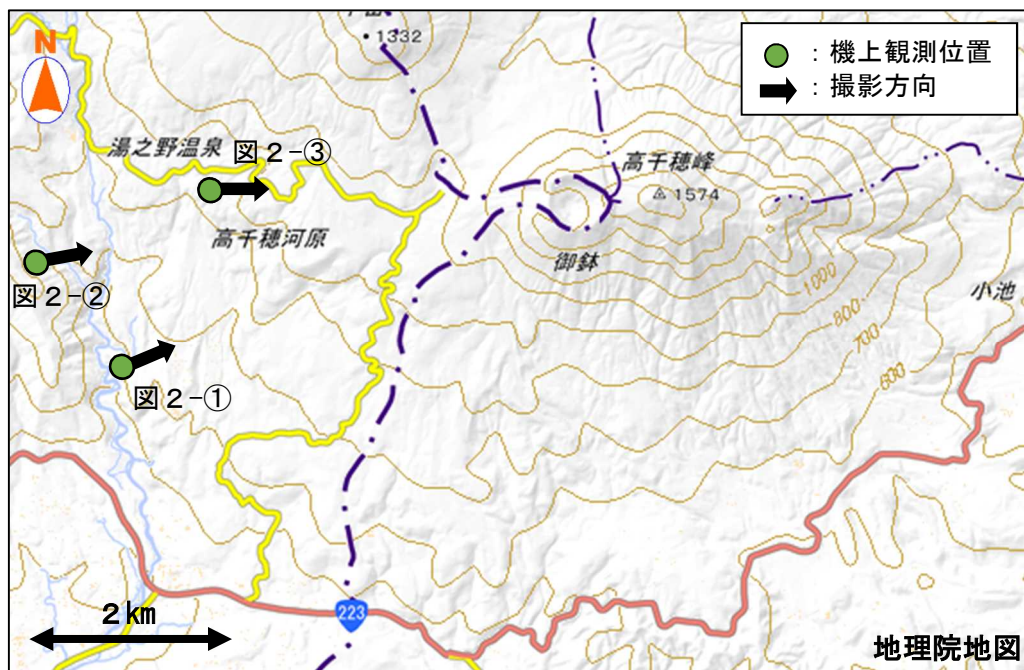 ・1332
N
：機上観測位置
：撮影方向
湯之野温泉
図２-③
高千穂峰
1574
高千穂河原
御鉢
図２-②
1000
小池
800
700
600
図２-①
2km
223
地理院地図